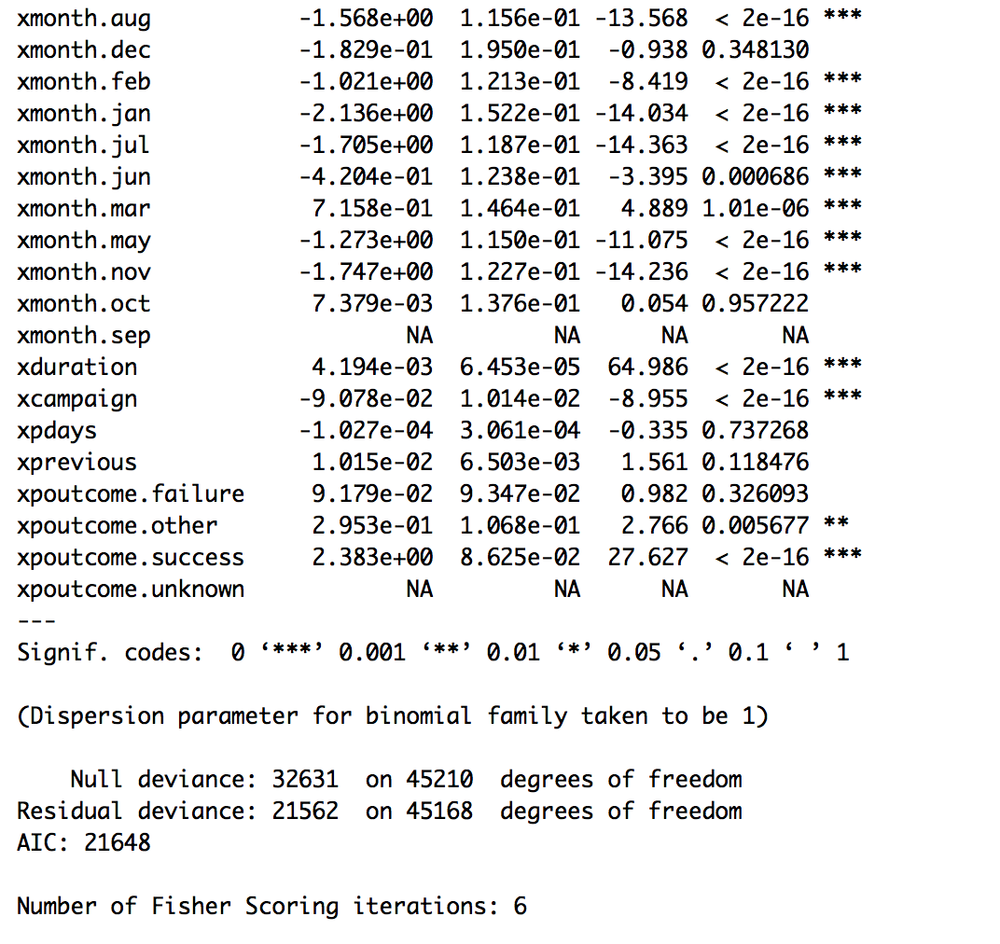 xmonth.aug -1.568e+00 1.156e-01 -13.568 < 2e-16 ***
xmonth.dec -1.829e-01 1.950e-01 -0.938 0.348130
xmonth.feb -1.021e+00 1.213e-01 -8.419 < 2e-16 ***
xmonth.jan -2.136e+00 1.522e-01 -14.034 < 2e-16 ***
xmonth.jul -1.705e+00 1.187e-01 -14.363 < 2e-16 ***
xmonth.jun -4.204e-01 1.238e-01 -3.395 0.000686 ***
xmonth.mar 7.158e-01 1.464e-01 4.889 1.01e-06 ***
xmonth.may -1.273e+00 1.150e-01 -11.075 < 2e-16 ***
xmonth.nov -1.747e+00 1.227e-01 -14.236 < 2e-16 ***
xmonth.oct 7.379e-03 1.376e-01 0.054 0.957222
xmonth.sep NA NA NA NA
xduration 4.194e-03 6.453e-05 64.986 < 2e-16 ***
xcampaign -9.078e-02 1.014e-02 -8.955 < 2e-16 ***
xpdays -1.027e-04 3.061e-04 -0.335 0.737268
xprevious 1.015e-02 6.503e-03 1.561 0.118476
xpoutcome.failure 9.179e-02 9.347e-02 0.982 0.326093
xpoutcome.other 2.953e-01 1.068e-01 2.766 0.005677 **
xpoutcome.success 2.383e+00 8.625e-02 27.627 < 2e-16 ***
xpoutcome.unknown NA NA NA NA
---
Signif. codes: 0 ‘***’ 0.001 ‘**’ 0.01 ‘*’ 0.05 ‘.’ 0.1 ‘ ’ 1
(Dispersion parameter for binomial family taken to be 1)
Null deviance: 32631 on 45210 degrees of freedom
Residual deviance: 21562 on 45168 degrees of freedom
AIC: 21648
Number of Fisher Scoring iterations: 6